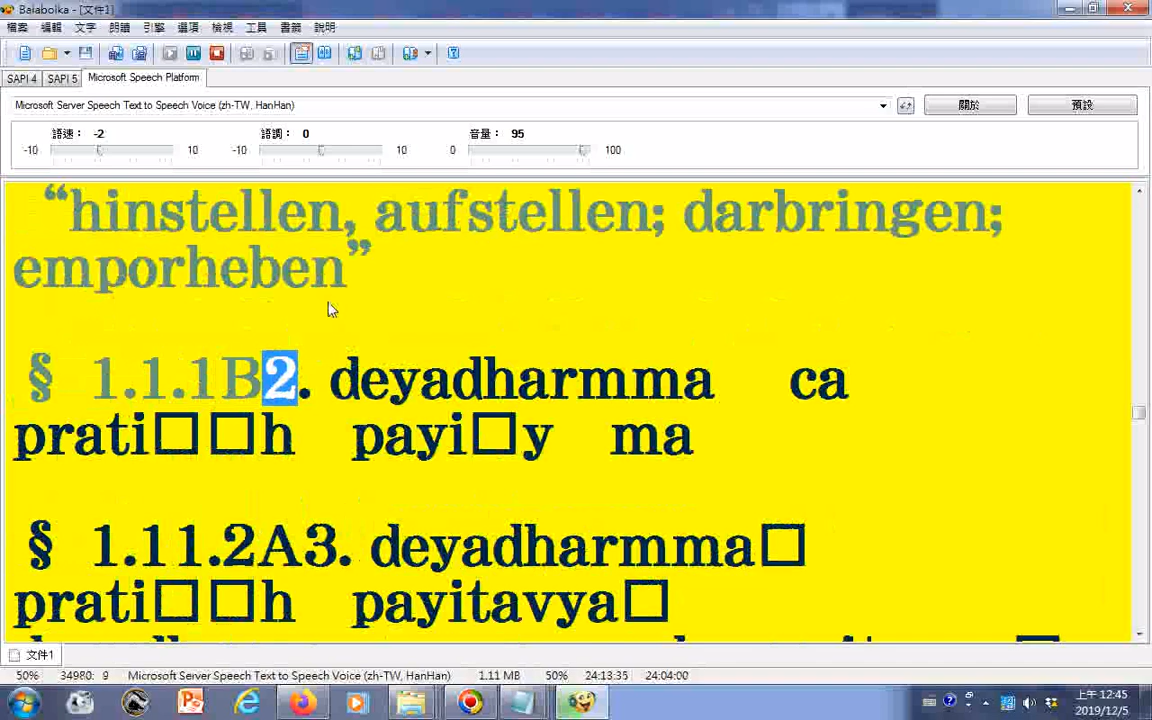 Balabolka - [文件1]
檔案 編輯 文字 朗讀 引擎 選項 檢視 工具 書籤 說明
SAPI 4 SAPI 5 Microsoft Speech Platform
Microsoft Server Speech Text to Speech Voice (zh-TW, HanHan) 關於 預設
語速： -2 語調： 0 音量： 95
-10 10 -10 10 0 100
“hinstellen, aufstellen; darbringen;
emporheben”
§ 1.1.1B2. deyadharmma ca
prati□□h payi□y ma
§ 1.11.2A3. deyadharmma□
prati□□h payitavya□
文件1
50% 34980: 9 Microsoft Server Speech Text to Speech Voice (zh-TW, HanHan) 1.11 MB 50% 24:13:35 24:04:00
上午 12:45
2019/12/5